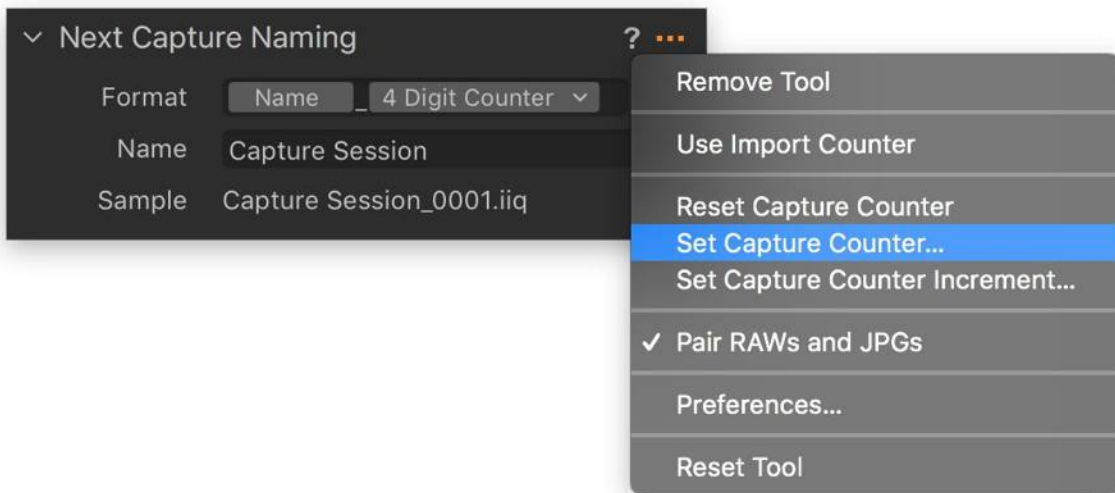 Next Capture Naming ?
Format Name _ 4 Digit Counter
Name Capture Session
Sample Capture Session_0001.iiq
Remove Tool
Use Import Counter
Reset Capture Counter
Set Capture Counter...
Set Capture Counter Increment...
✓ Pair RAWs and JPGs
Preferences...
Reset Tool